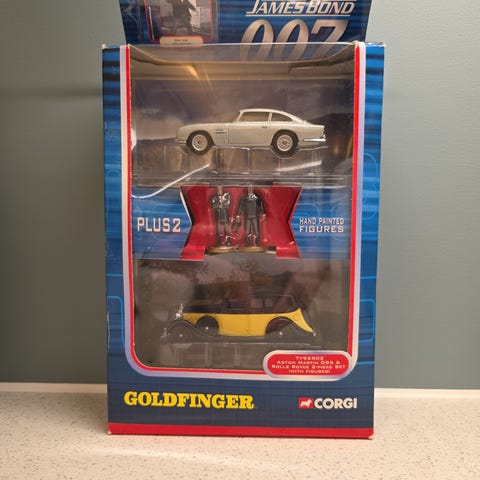 JAMES BOND
007
PLUS 2
HAND PAINTED
FIGURES
TY95902
ASTON MARTIN DB5 &
ROLLS ROYCE 2-PIECE SET
(WITH FIGURES)
GOLDFINGER
CORGI